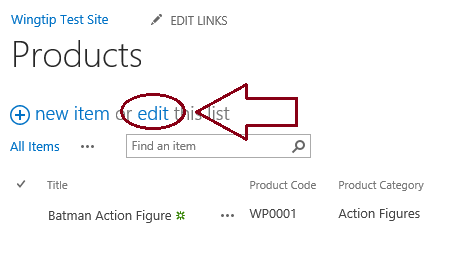 Wingtip Test Site EDIT LINKS
Products
new item or edit this list
All Items ••• Find an item
Title Product Code Product Category
Batman Action Figure ••• WP0001 Action Figures